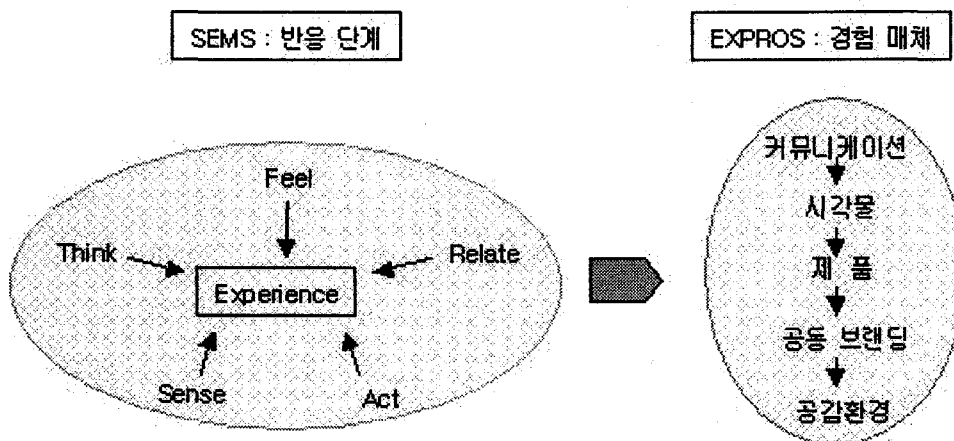 SEMS : 반응 단계
EXPROS : 경험 매체
Feel
Think
Relate
Experience
Sense
Act
커뮤니케이션
시각물
제 품
공동 브랜딩
공감환경